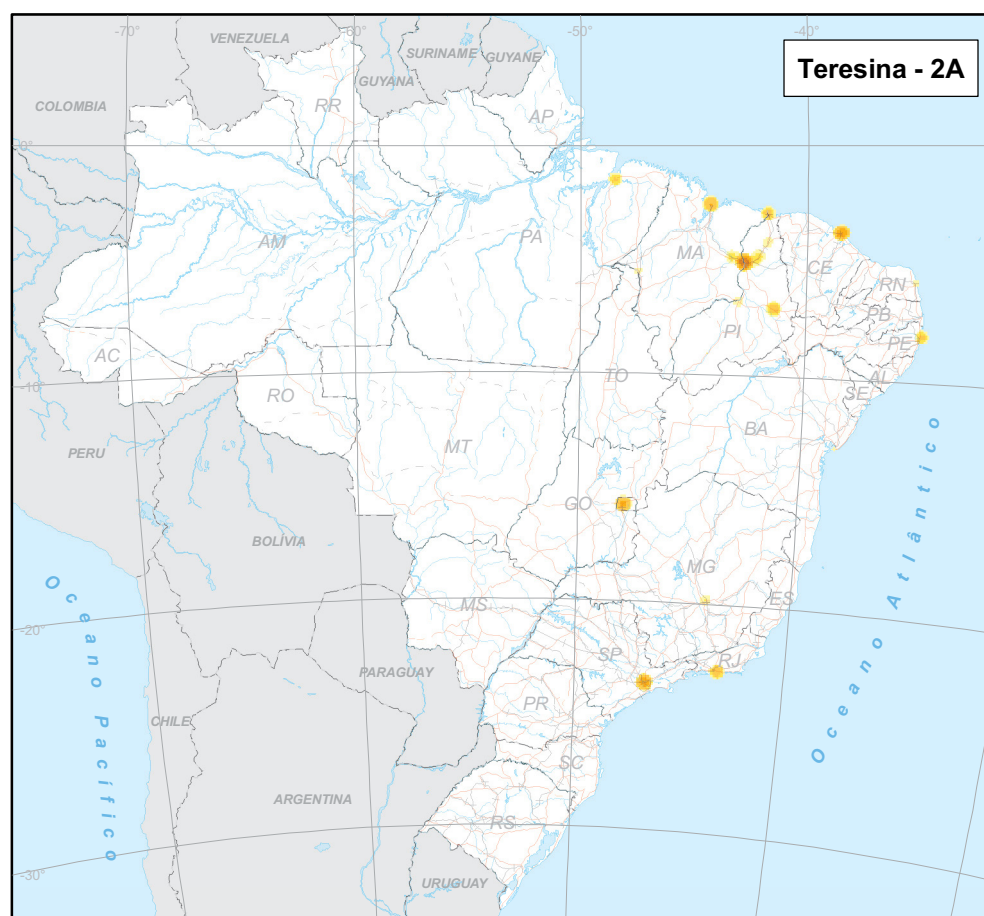 -70°
-60°
-50°
-40°
Teresina - 2A
VENEZUELA
SURINAME
GUYANE
GUYANA
COLOMBIA
RR
AP
0°
AM
PA
MA
CE
RN
PB
PI
PE
AC
TO
AL
-10°
SE
RO
BA
MT
PERU
GO
BOLÍVIA
MG
MS
ES
-20°
SP
RJ
PARAGUAY
PR
CHILE
SC
ARGENTINA
RS
-30°
URUGUAY
Oceano Pacífico
Oceano Atlântico